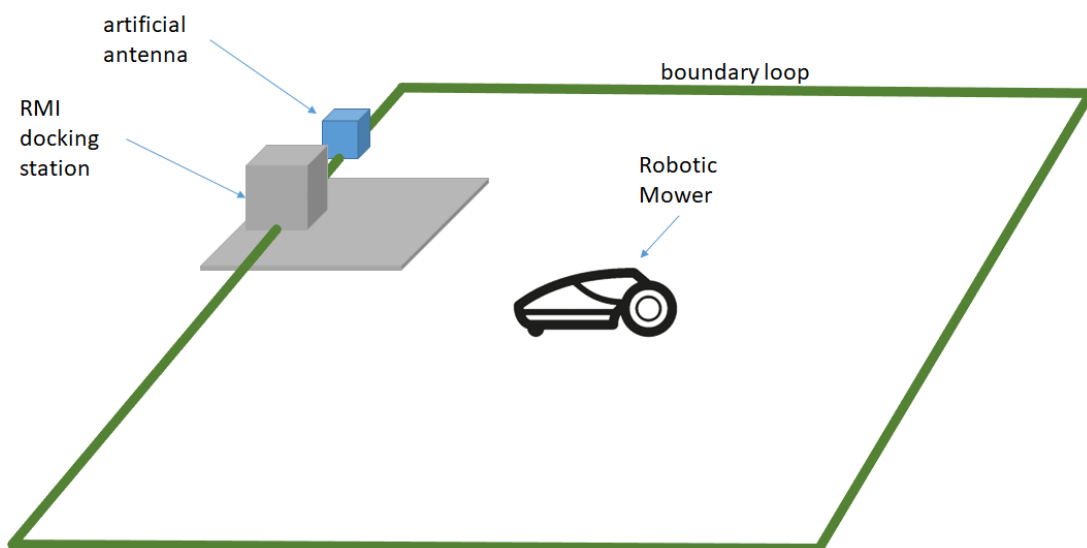 artificial
antenna
boundary loop
RMI
docking
station
Robotic
Mower